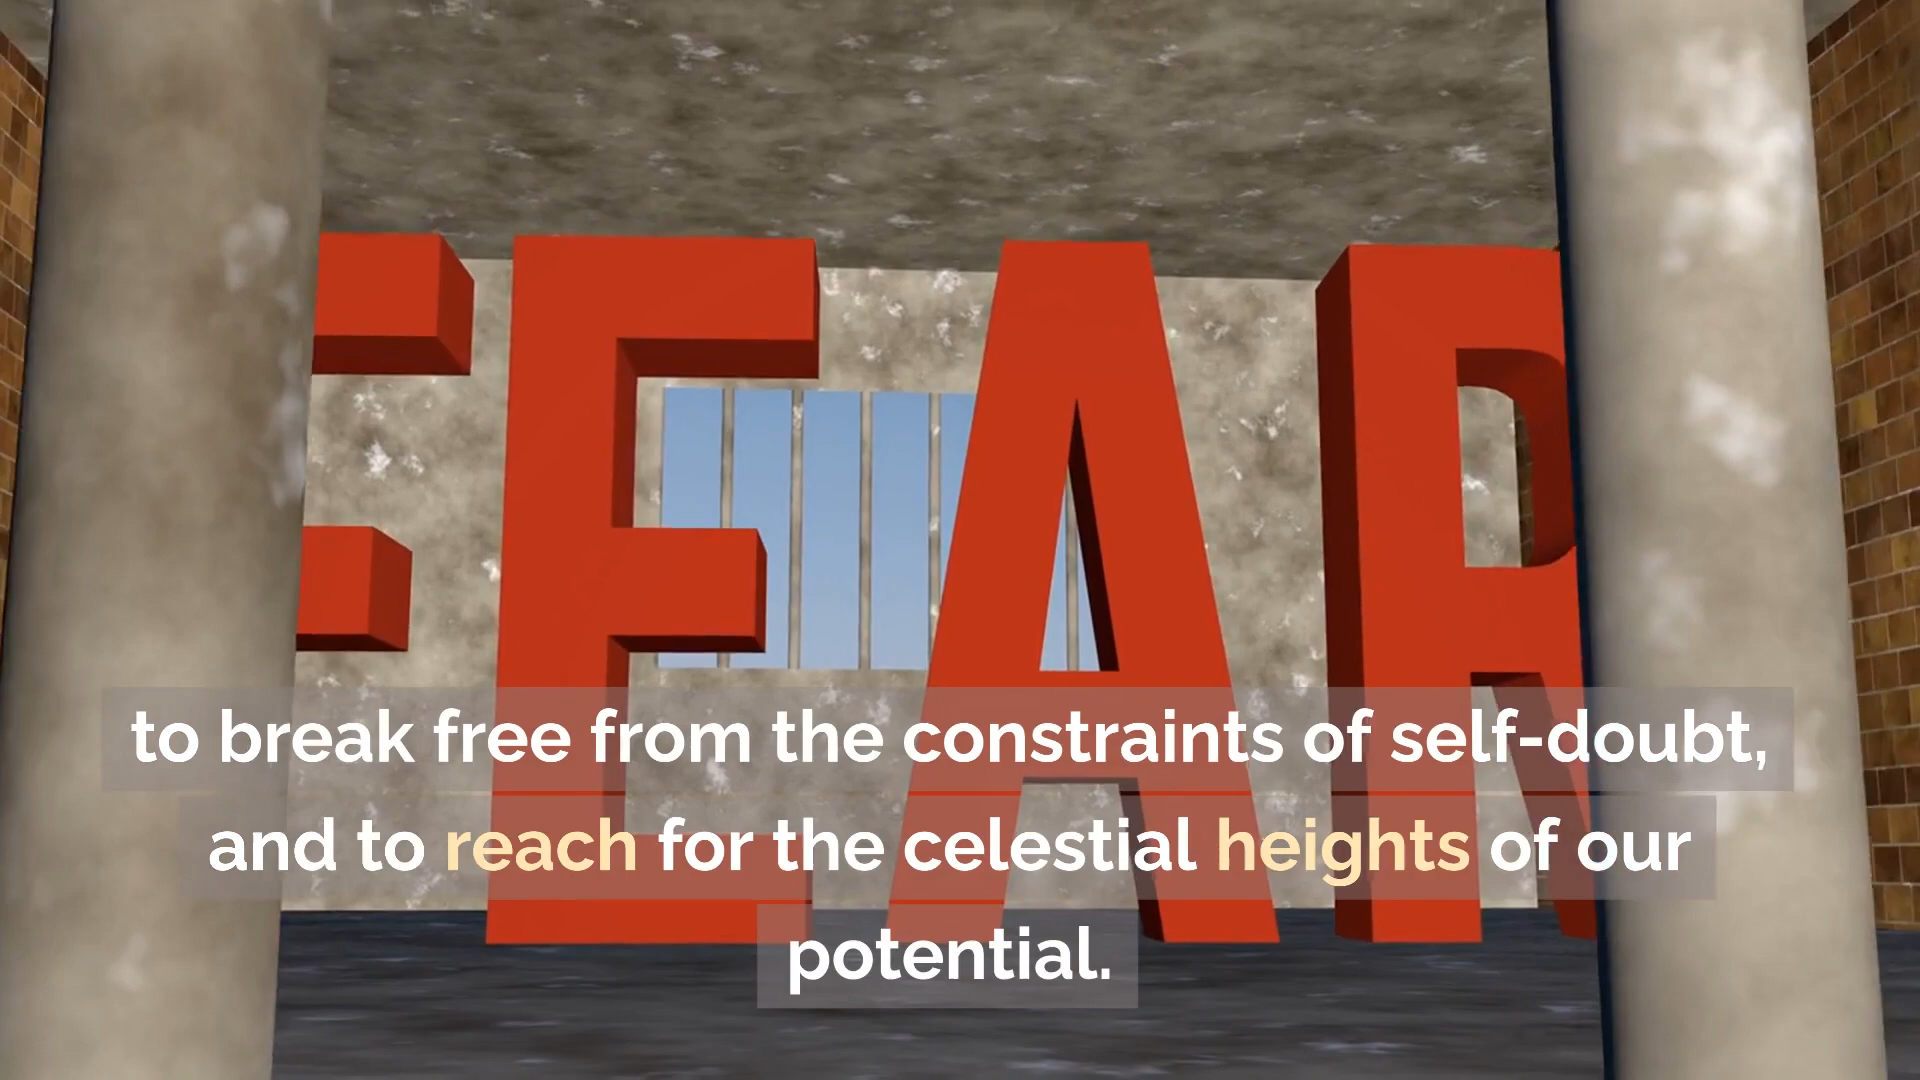 FEAR
to break free from the constraints of self-doubt,
and to reach for the celestial heights of our
potential.